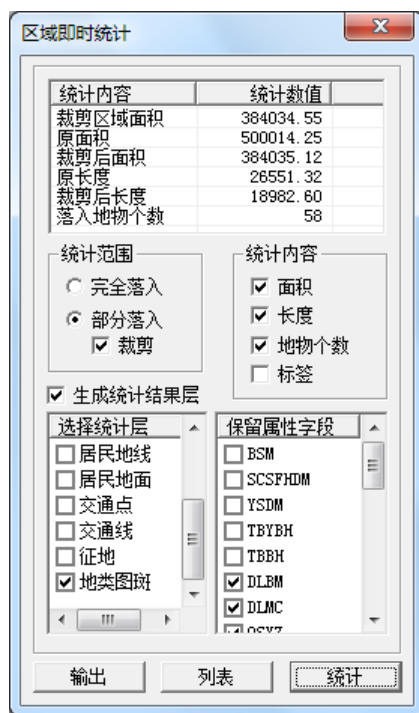 区域即时统计
统计内容 统计数值
裁剪区域面积 384034.55
原面积 500014.25
裁剪后面积 384035.12
原长度 26551.32
裁剪后长度 18982.60
落入地物个数 58
统计范围
完全落入
部分落入
裁剪
统计内容
面积
长度
地物个数
标签
生成统计结果层
选择统计层
居民地线
居民地面
交通点
交通线
征地
地类图斑
保留属性字段
BSM
SCSFHDM
YSDM
TBYBH
TBBH
DLBM
DLMC
输出 列表 统计